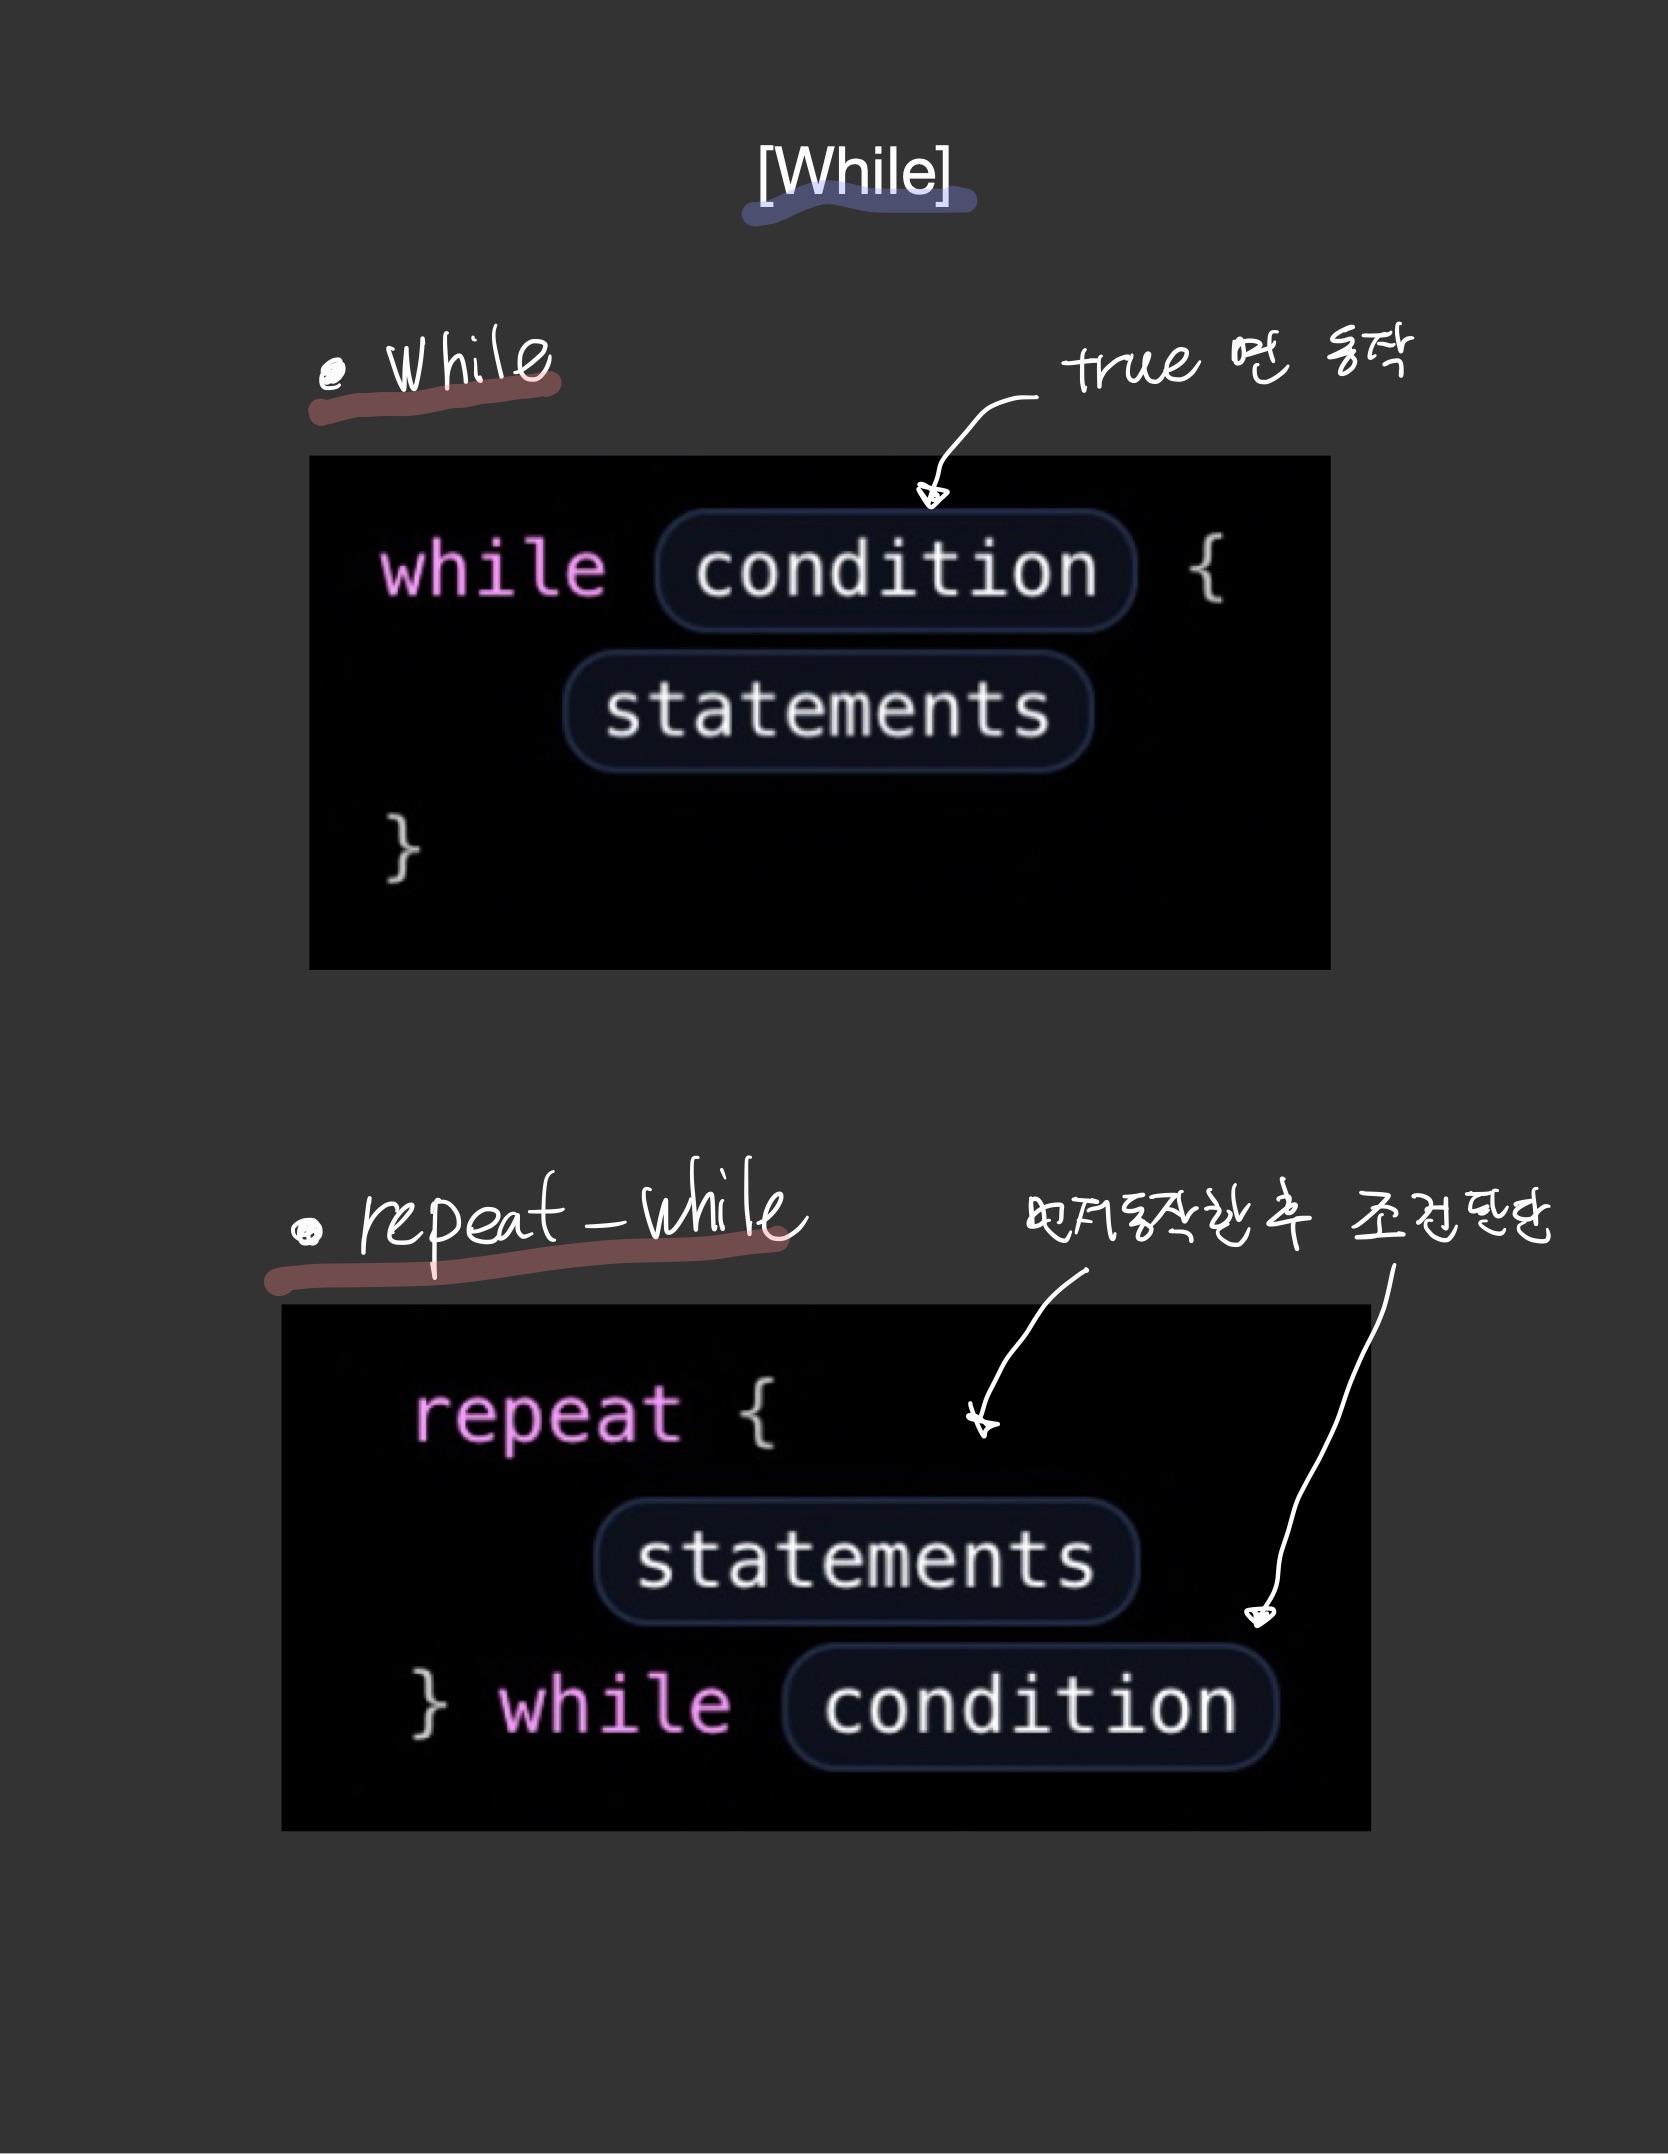 [While]
• While
true 면 동작
while condition {
statements
}
• repeat-while
먼저동작한 후 조건판단
repeat {
statements
} while condition